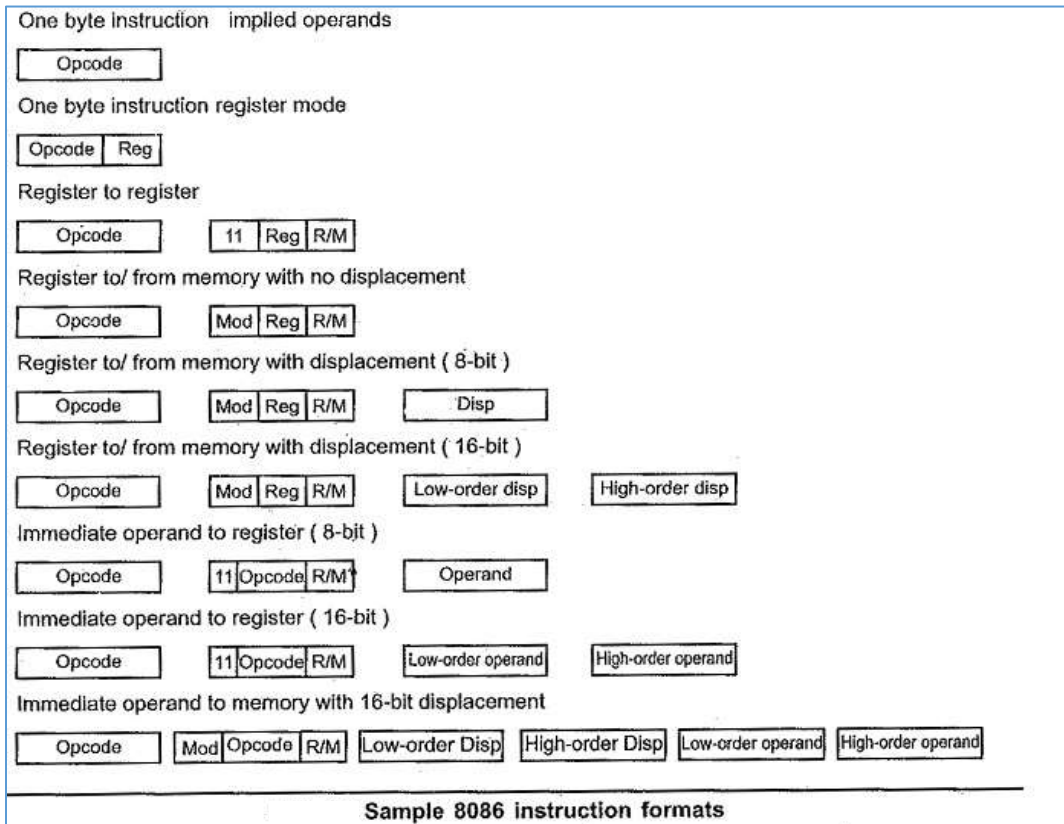 One byte instruction implied operands
Opcode
One byte instruction register mode
Opcode Reg
Register to register
Opcode 11 Reg R/M
Register to/ from memory with no displacement
Opcode Mod Reg R/M
Register to/ from memory with displacement ( 8-bit )
Opcode Mod Reg R/M Disp
Register to/ from memory with displacement ( 16-bit )
Opcode Mod Reg R/M Low-order disp High-order disp
Immediate operand to register ( 8-bit )
Opcode 11 Opcode R/M Operand
Immediate operand to register ( 16-bit )
Opcode 11 Opcode R/M Low-order operand High-order operand
Immediate operand to memory with 16-bit displacement
Opcode Mod Opcode R/M Low-order Disp High-order Disp Low-order operand High-order operand
Sample 8086 instruction formats